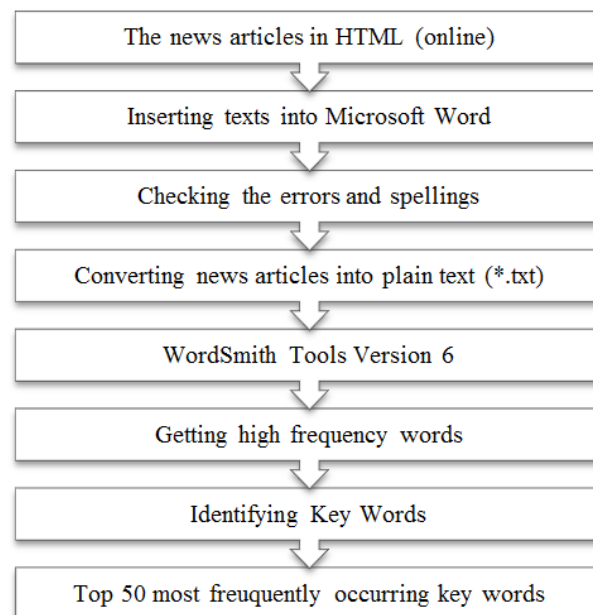 The news articles in HTML (online)
Inserting texts into Microsoft Word
Checking the errors and spellings
Converting news articles into plain text (*.txt)
WordSmith Tools Version 6
Getting high frequency words
Identifying Key Words
Top 50 most freuquently occurring key words